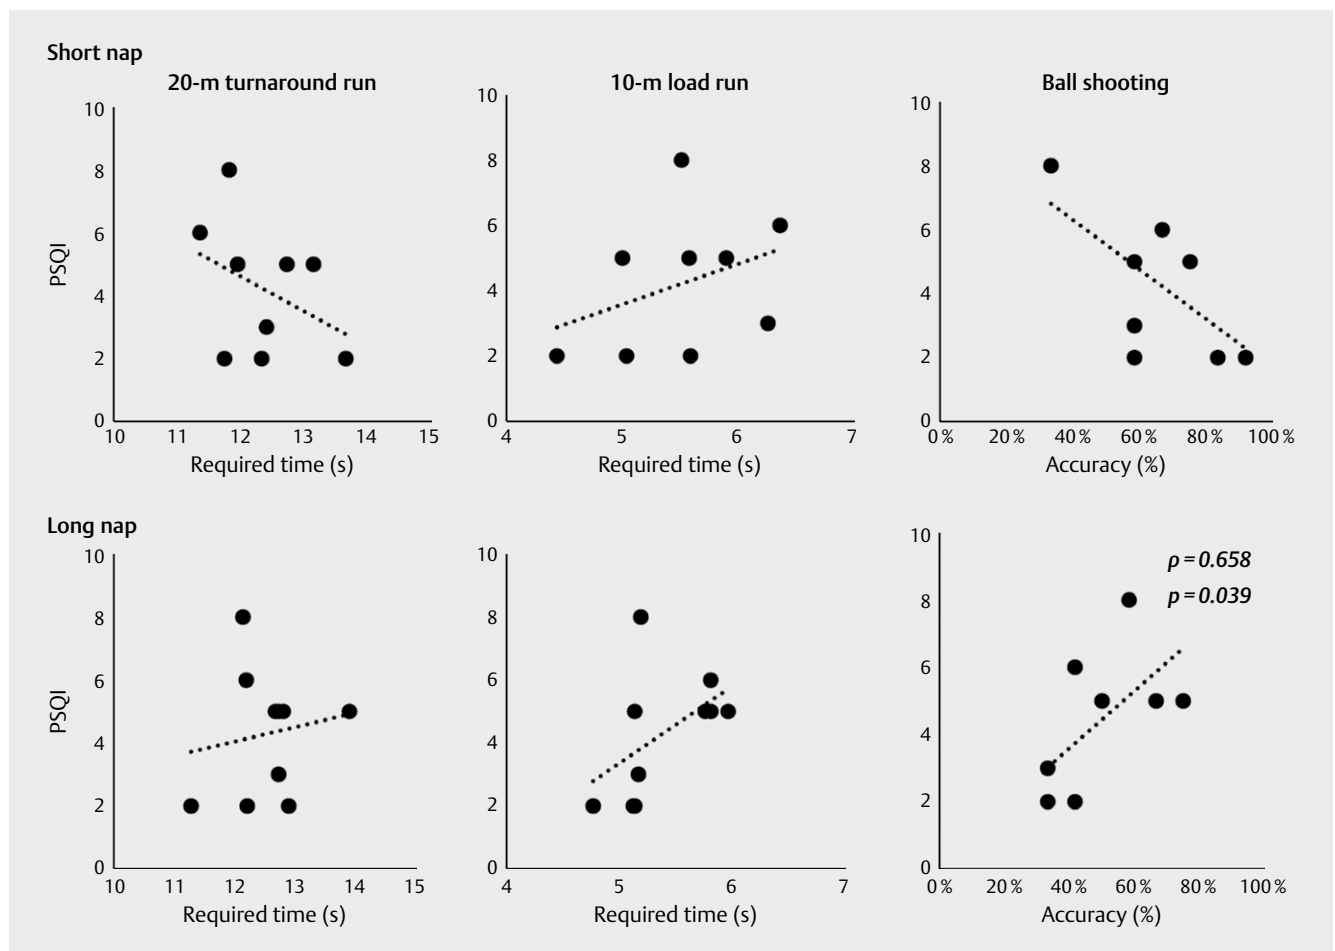 Short nap
20-m turnaround run
10-m load run
Ball shooting
PSQI
10
8
6
4
2
0
10 11 12 13 14 15
Required time (s)
10
8
6
4
2
0
4 5 6 7
Required time (s)
10
8
6
4
2
0
0 % 20 % 40 % 60 % 80 % 100 %
Accuracy (%)
Long nap
PSQI
10
8
6
4
2
0
10 11 12 13 14 15
Required time (s)
10
8
6
4
2
0
4 5 6 7
Required time (s)
10
8
6
4
2
0
ρ = 0.658
p = 0.039
0 % 20 % 40 % 60 % 80 % 100 %
Accuracy (%)